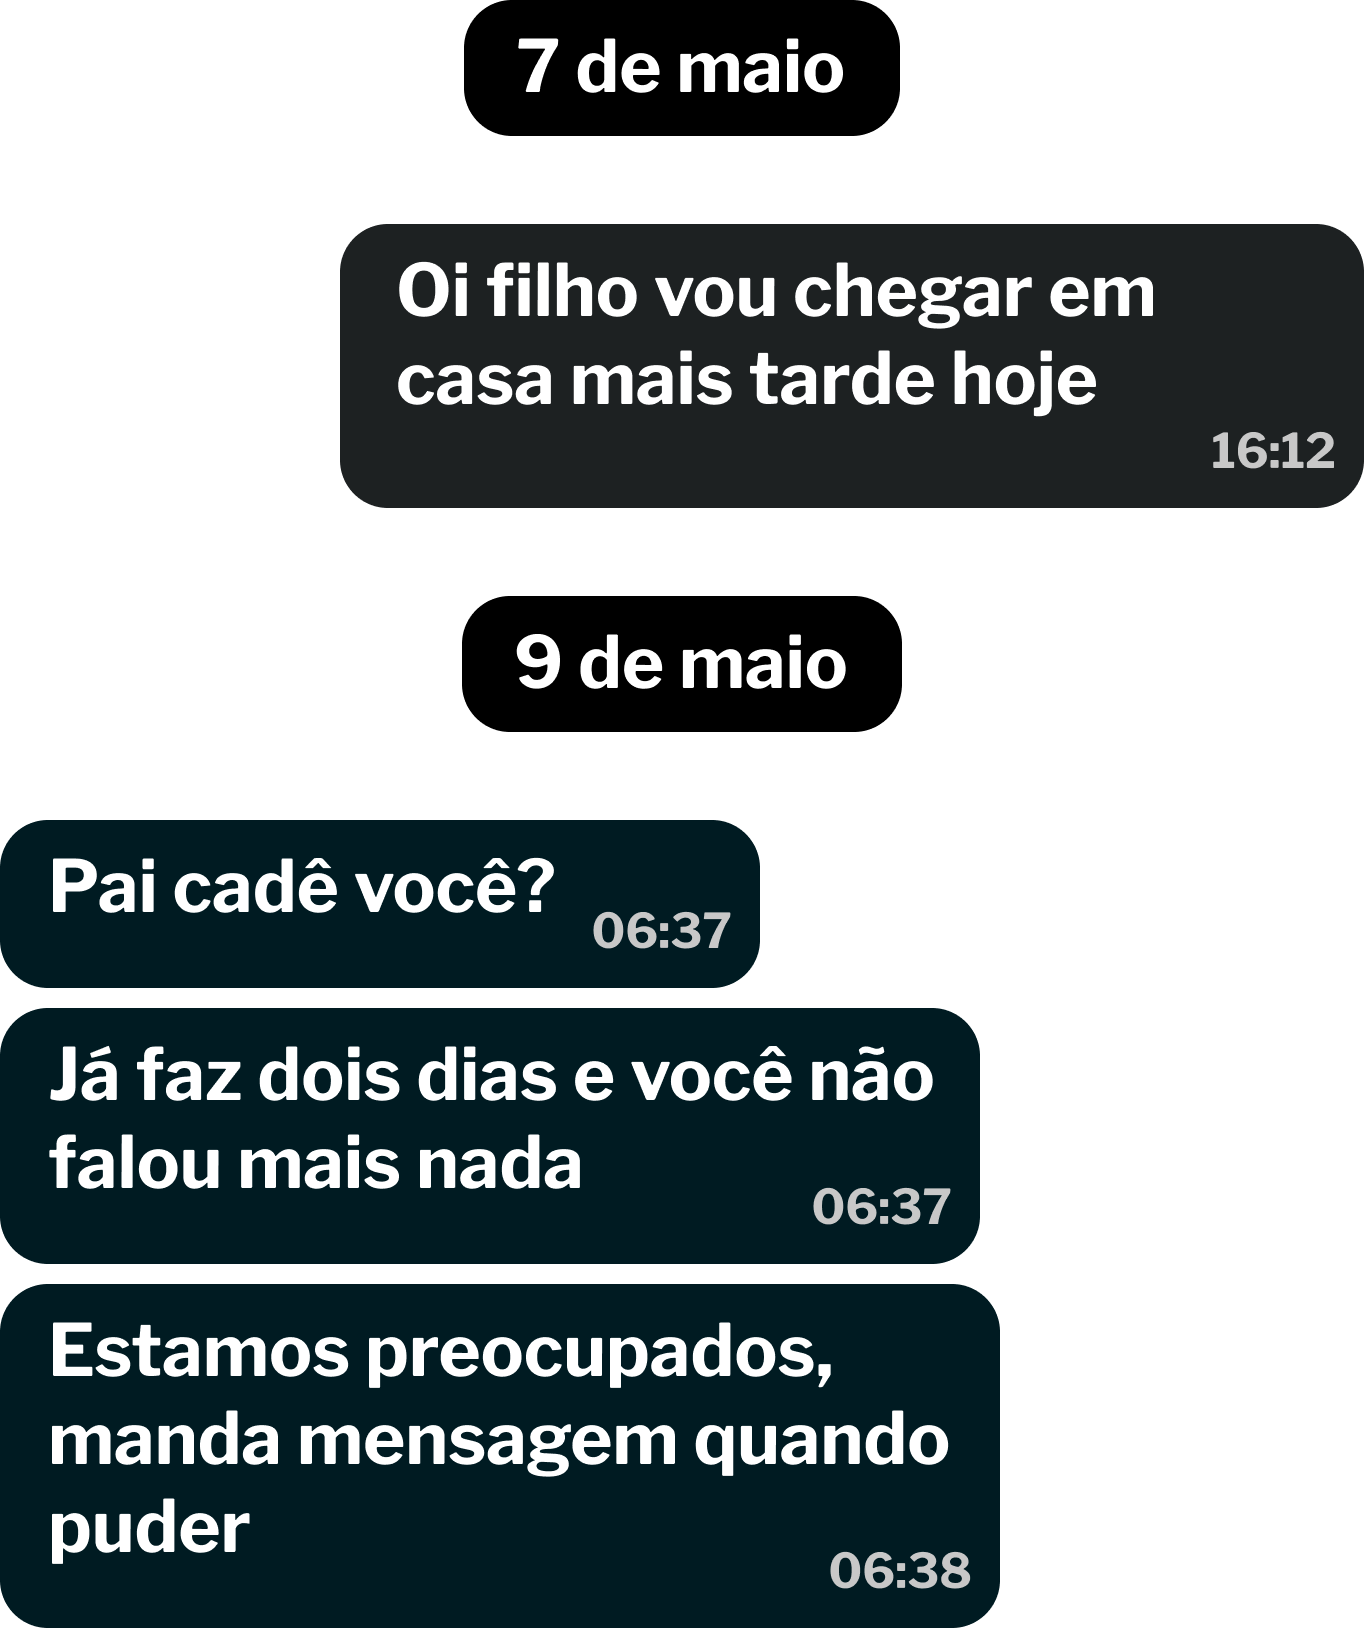 7 de maio
Oi filho vou chegar em
casa mais tarde hoje
16:12
9 de maio
Pai cadê você?
06:37
Já faz dois dias e você não
falou mais nada
06:37
Estamos preocupados,
manda mensagem quando
puder
06:38